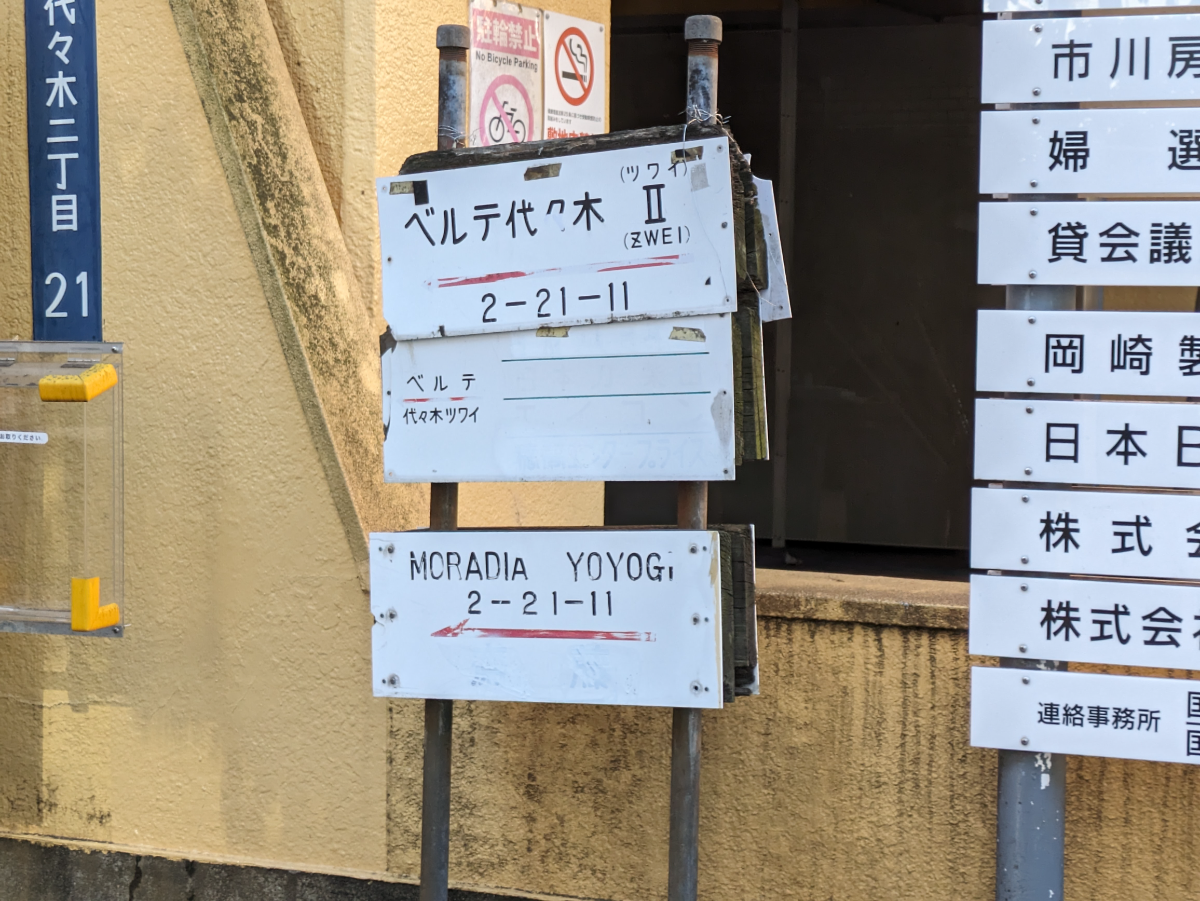 代々木二丁目
21
駐輪禁止
No Bicycle Parking
(ツワイ)
ベルテ代々木 II
(ZWEI)
2-21-11
ベルテ
代々木ツワイ
MORADIA YOYOGi
2--21-11
市川房
婦選
貸会議
岡崎製
日本日
株式会
株式会社
連絡事務所